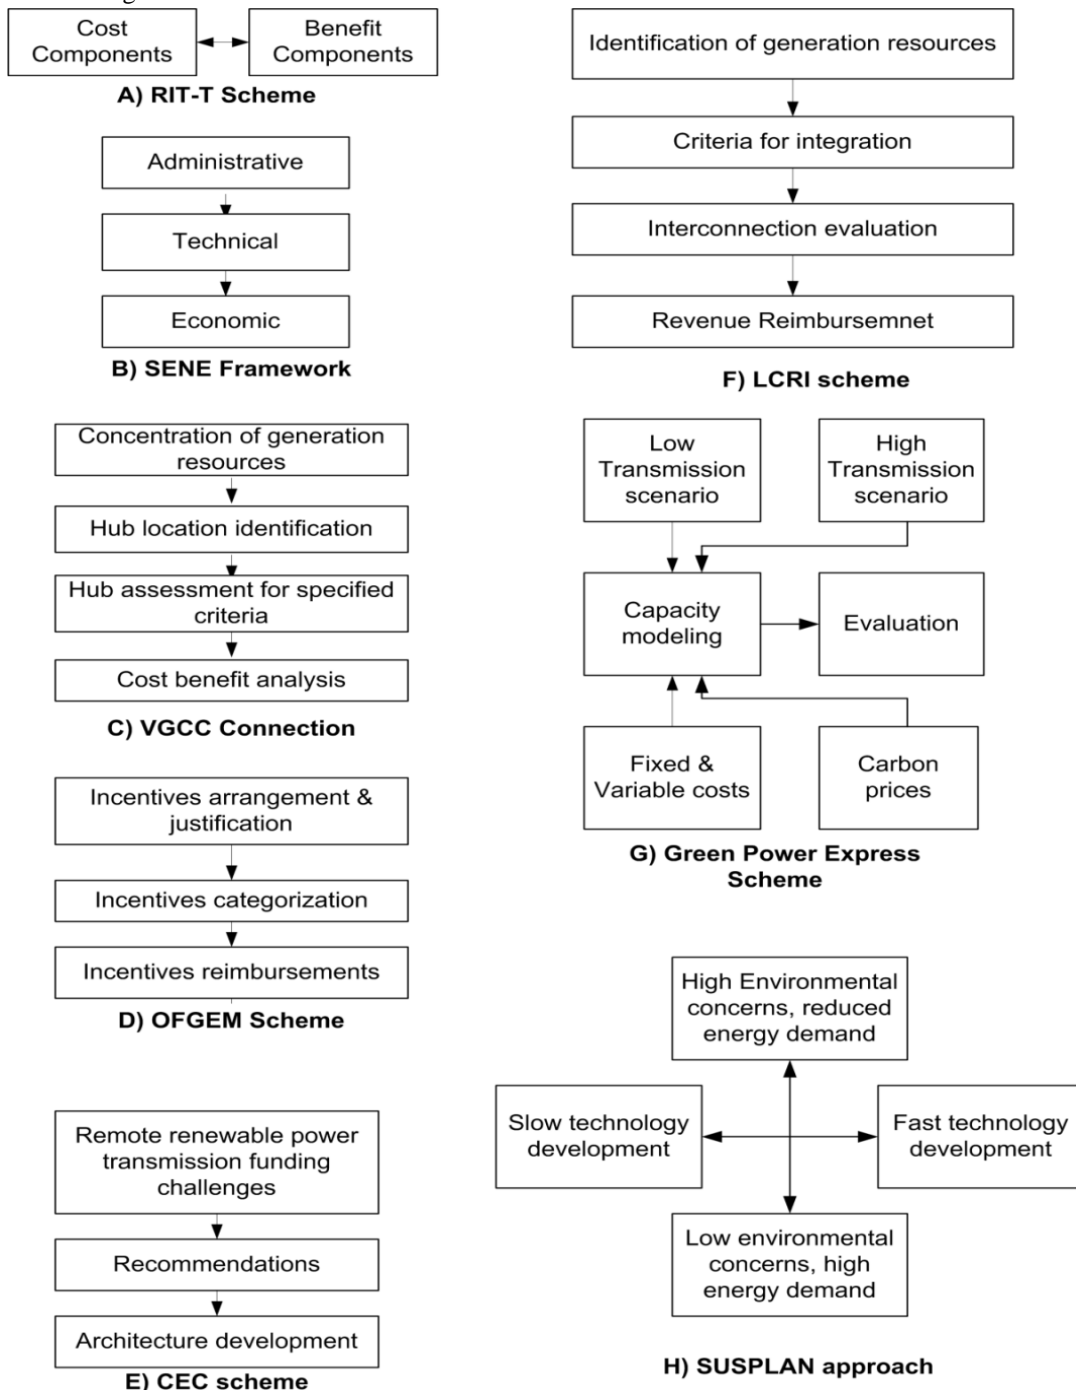 Cost
Components
Benefit
Components
A) RIT-T Scheme
Administrative
Technical
Economic
B) SENE Framework
Concentration of generation
resources
Hub location identification
Hub assessment for specified
criteria
Cost benefit analysis
C) VGCC Connection
Incentives arrangement &
justification
Incentives categorization
Incentives reimbursements
D) OFGEM Scheme
Remote renewable power
transmission funding
challenges
Recommendations
Architecture development
E) CEC scheme
Identification of generation resources
Criteria for integration
Interconnection evaluation
Revenue Reimbursemnet
F) LCRI scheme
Low
Transmission
scenario
High
Transmission
scenario
Capacity
modeling
Evaluation
Fixed &
Variable costs
Carbon
prices
G) Green Power Express
Scheme
High Environmental
concerns, reduced
energy demand
Slow technology
development
Fast technology
development
Low environmental
concerns, high
energy demand
H) SUSPLAN approach